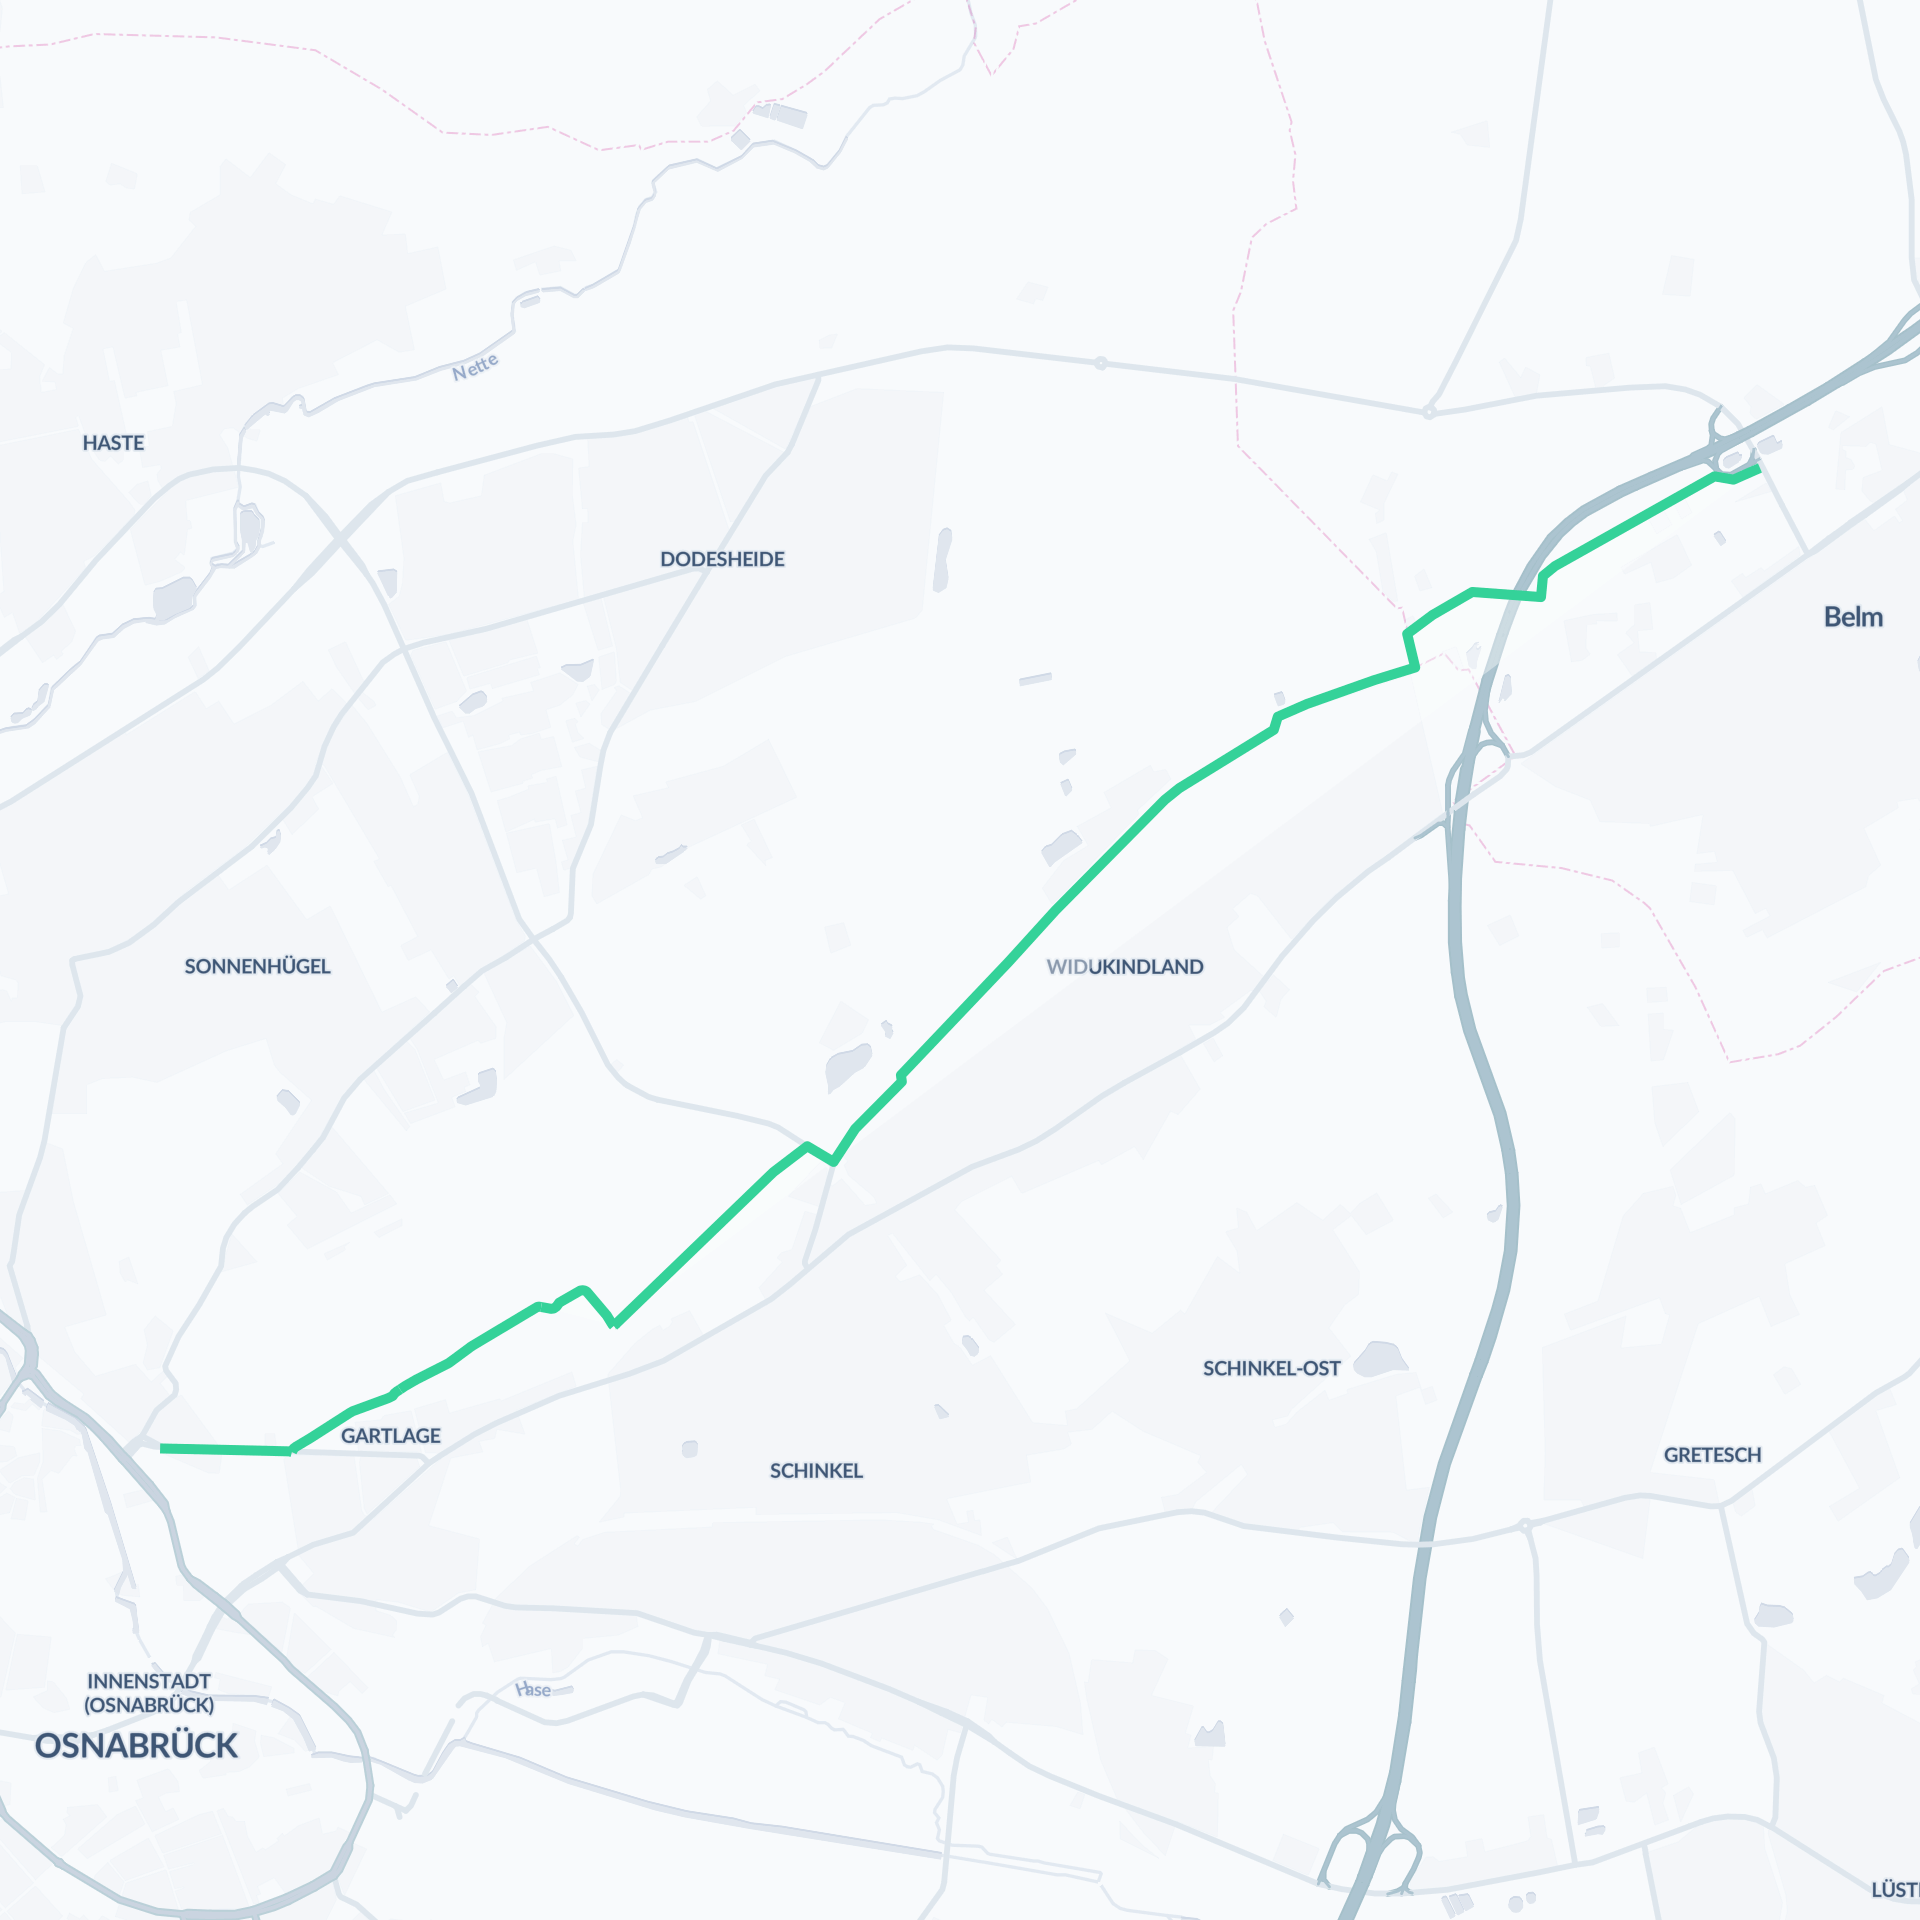 Nette
HASTE
DODESHEIDE
Belm
SONNENHÜGEL
WIDUKINDLAND
SCHINKEL-OST
GARTLAGE
GRETESCH
SCHINKEL
INNENSTADT
(OSNABRÜCK)
Hase
OSNABRÜCK
LÜST